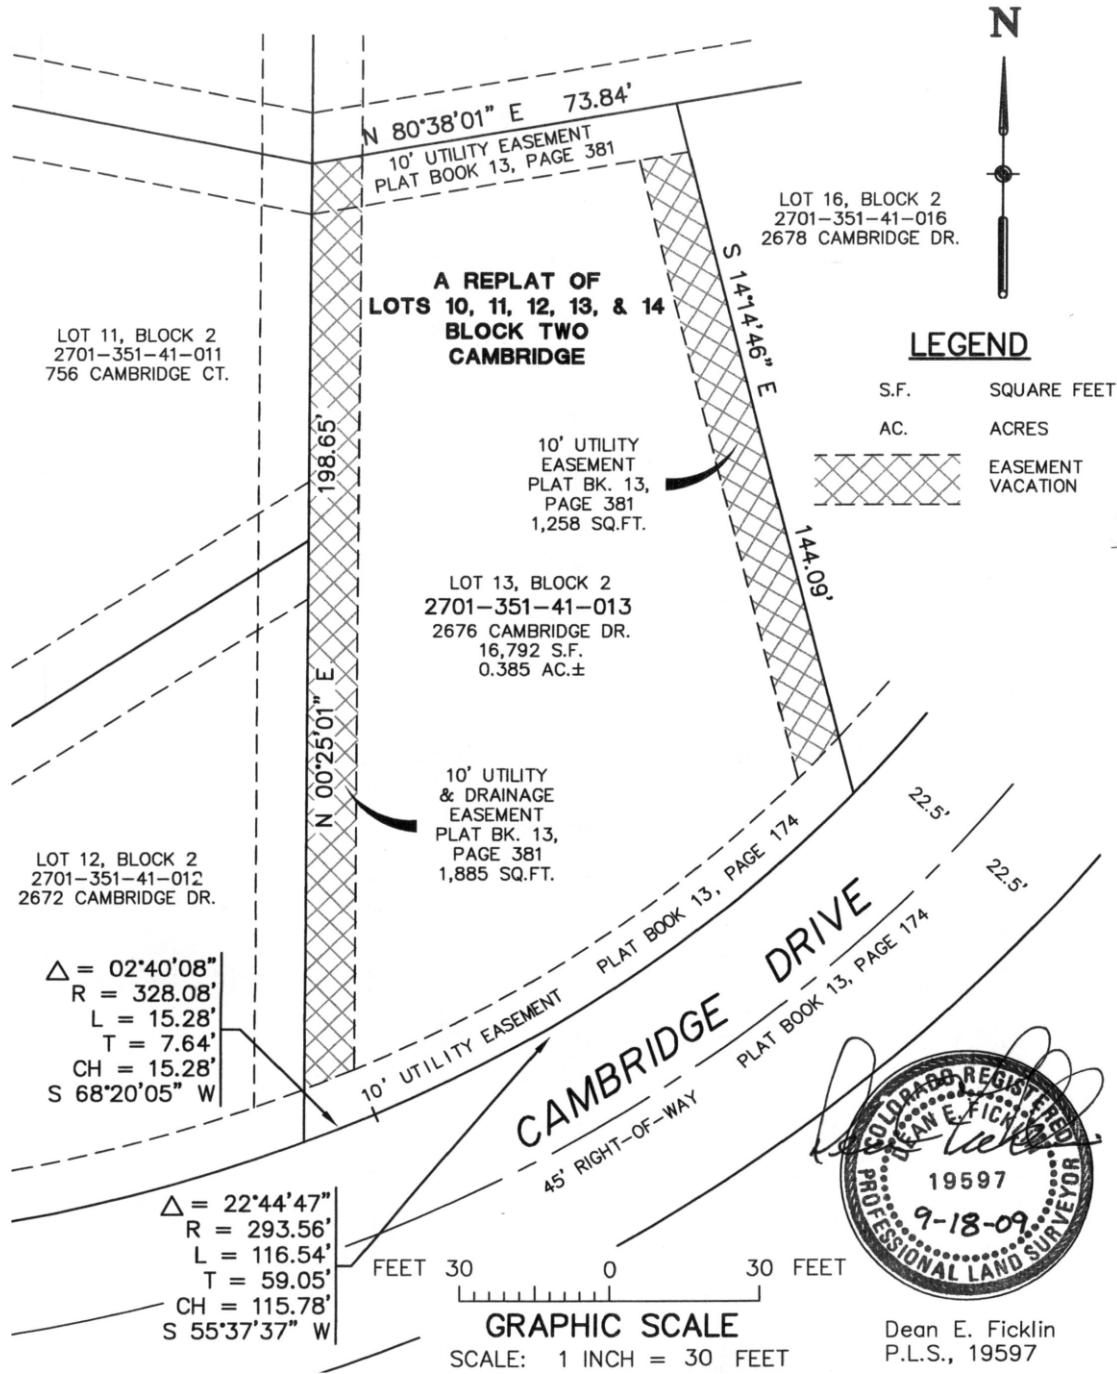 N
N 80°38'01" E 73.84'
10' UTILITY EASEMENT
PLAT BOOK 13, PAGE 381
LOT 16, BLOCK 2
2701-351-41-016
2678 CAMBRIDGE DR.
S 14°14'46" E
144.09'
A REPLAT OF
LOTS 10, 11, 12, 13, & 14
BLOCK TWO
CAMBRIDGE
LOT 11, BLOCK 2
2701-351-41-011
756 CAMBRIDGE CT.
LEGEND
S.F. SQUARE FEET
AC. ACRES
EASEMENT
VACATION
N 00°25'01" E 198.65'
10' UTILITY
EASEMENT
PLAT BK. 13,
PAGE 381
1,258 SQ.FT.
LOT 13, BLOCK 2
2701-351-41-013
2676 CAMBRIDGE DR.
16,792 S.F.
0.385 AC.±
10' UTILITY
& DRAINAGE
EASEMENT
PLAT BK. 13,
PAGE 381
1,885 SQ.FT.
LOT 12, BLOCK 2
2701-351-41-012
2672 CAMBRIDGE DR.
22.5'
22.5'
△ = 02°40'08"
R = 328.08'
L = 15.28'
T = 7.64'
CH = 15.28'
S 68°20'05" W
10' UTILITY EASEMENT PLAT BOOK 13, PAGE 174
CAMBRIDGE DRIVE
45' RIGHT-OF-WAY PLAT BOOK 13, PAGE 174
△ = 22°44'47"
R = 293.56'
L = 116.54'
T = 59.05'
CH = 115.78'
S 55°37'37" W
FEET 30 0 30 FEET
GRAPHIC SCALE
SCALE: 1 INCH = 30 FEET
COLORADO REGISTERED
DEAN E. FICKLIN
19597
9-18-09
PROFESSIONAL LAND SURVEYOR
Dean E. Ficklin
P.L.S., 19597